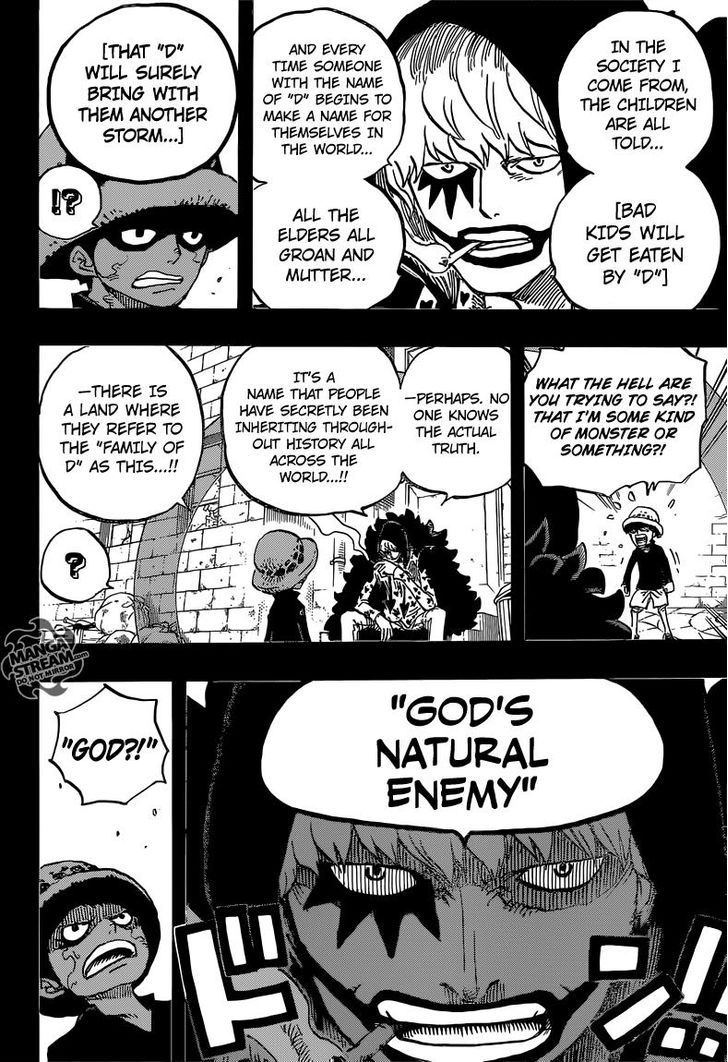 IN THE
SOCIETY I
COME FROM,
THE CHILDREN
ARE ALL
TOLD...
[BAD
KIDS WILL
GET EATEN
BY "D"]
AND EVERY
TIME SOMEONE
WITH THE NAME
OF "D" BEGINS TO
MAKE A NAME FOR
THEMSELVES IN
THE WORLD...
ALL THE
ELDERS ALL
GROAN AND
MUTTER...
[THAT "D"
WILL SURELY
BRING WITH
THEM ANOTHER
STORM...]
!?
WHAT THE HELL ARE
YOU TRYING TO SAY?!
THAT I'M SOME KIND
OF MONSTER OR
SOMETHING?!
—PERHAPS. NO
ONE KNOWS
THE ACTUAL
TRUTH.
IT'S A
NAME THAT PEOPLE
HAVE SECRETLY BEEN
INHERITING THROUGH-
OUT HISTORY ALL
ACROSS THE
WORLD...!!
—THERE IS
A LAND WHERE
THEY REFER TO
THE "FAMILY OF
D" AS THIS...!!
?
MANGA
STREAM.com
DO NOT MIRROR
"GOD'S
NATURAL
ENEMY"
ドン!!
"GOD?!"